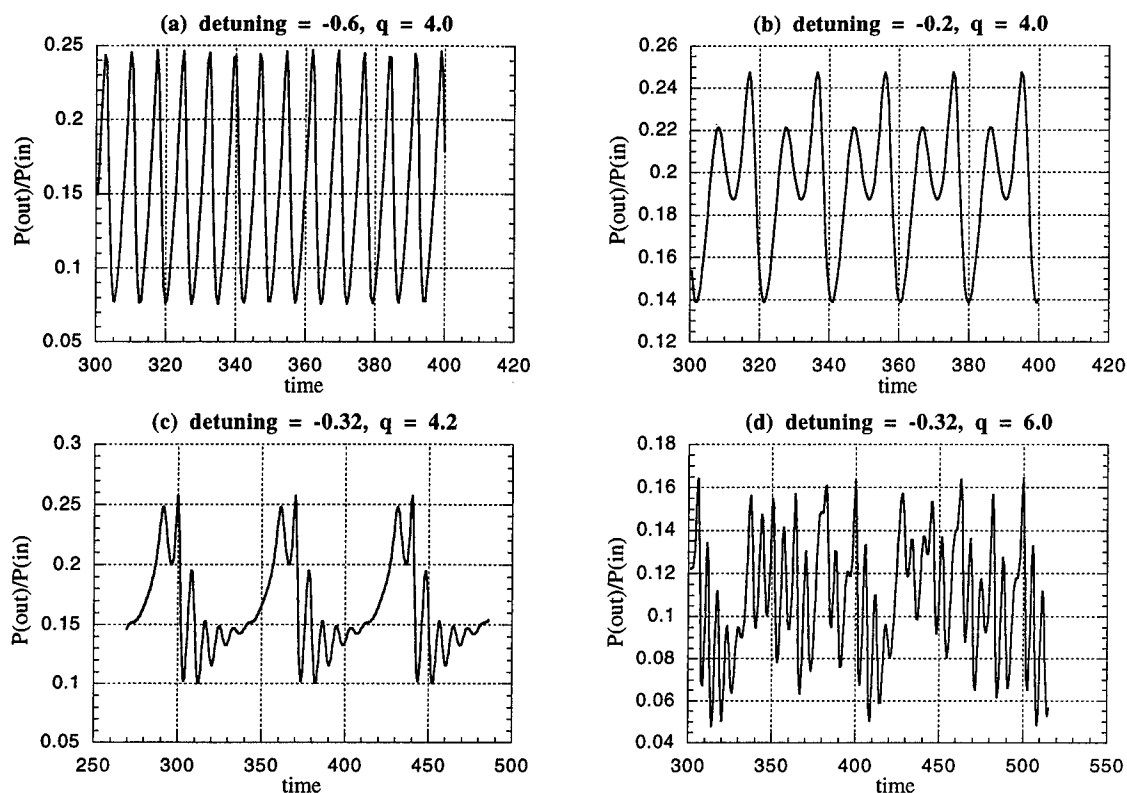 (a) detuning = -0.6, q = 4.0
0.25
0.2
0.15
0.1
0.05
P(out)/P(in)
300 320 340 360 380 400 420
time
(b) detuning = -0.2, q = 4.0
0.26
0.24
0.22
0.20
0.18
0.16
0.14
0.12
P(out)/P(in)
300 320 340 360 380 400 420
time
(c) detuning = -0.32, q = 4.2
0.3
0.25
0.2
0.15
0.1
0.05
P(out)/P(in)
250 300 350 400 450 500
time
(d) detuning = -0.32, q = 6.0
0.18
0.16
0.14
0.12
0.1
0.08
0.06
0.04
P(out)/P(in)
300 350 400 450 500 550
time